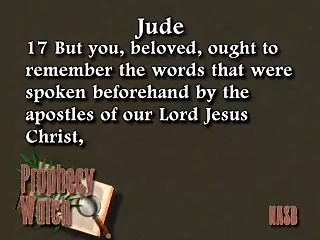 Jude
17 But you, beloved, ought to
remember the words that were
spoken beforehand by the
apostles of our Lord Jesus
Christ,
Prophecy
Watch
NASB